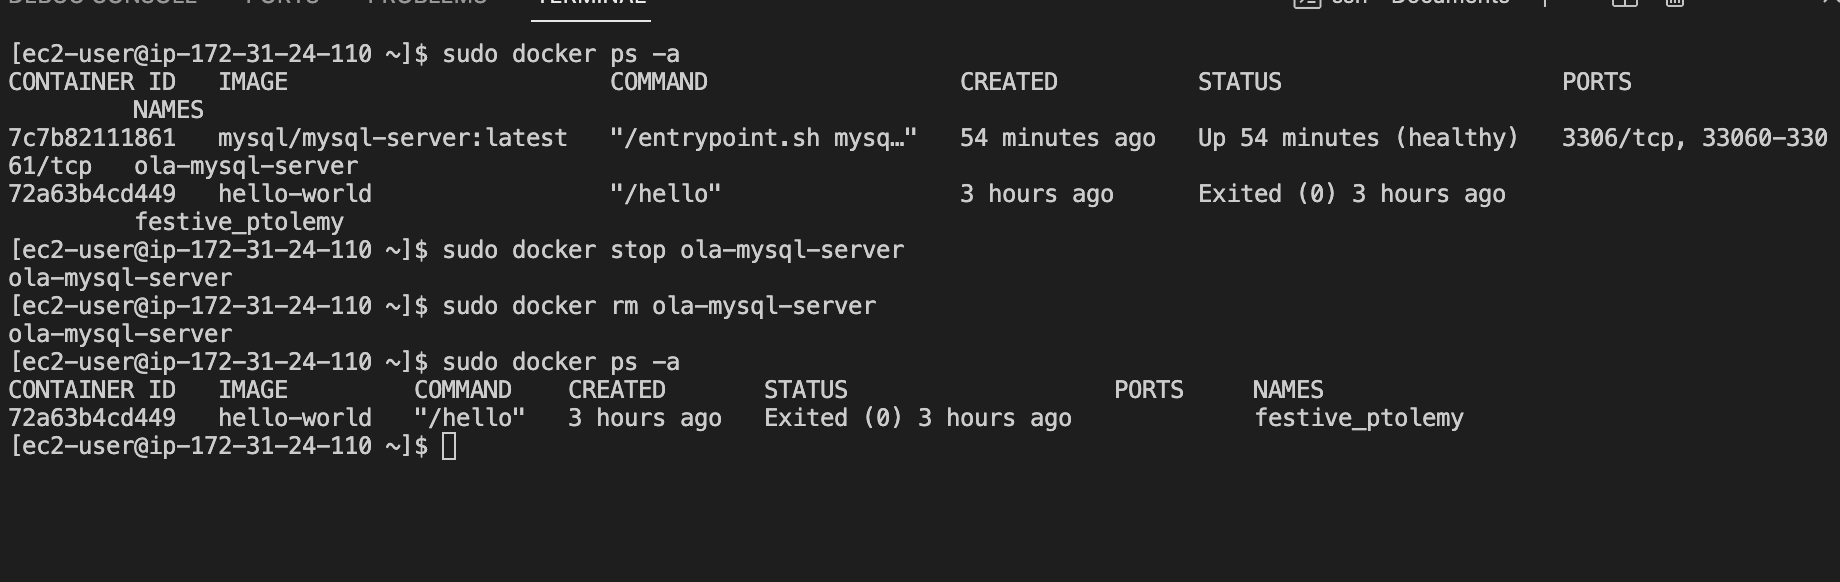 DEBUG CONSOLE PORTS PROBLEMS TERMINAL ssh - Documents
[ec2-user@ip-172-31-24-110 ~]$ sudo docker ps -a
CONTAINER ID IMAGE COMMAND CREATED STATUS PORTS
NAMES
7c7b82111861 mysql/mysql-server:latest "/entrypoint.sh mysq…" 54 minutes ago Up 54 minutes (healthy) 3306/tcp, 33060-330
61/tcp ola-mysql-server
72a63b4cd449 hello-world "/hello" 3 hours ago Exited (0) 3 hours ago
festive_ptolemy
[ec2-user@ip-172-31-24-110 ~]$ sudo docker stop ola-mysql-server
ola-mysql-server
[ec2-user@ip-172-31-24-110 ~]$ sudo docker rm ola-mysql-server
ola-mysql-server
[ec2-user@ip-172-31-24-110 ~]$ sudo docker ps -a
CONTAINER ID IMAGE COMMAND CREATED STATUS PORTS NAMES
72a63b4cd449 hello-world "/hello" 3 hours ago Exited (0) 3 hours ago festive_ptolemy
[ec2-user@ip-172-31-24-110 ~]$